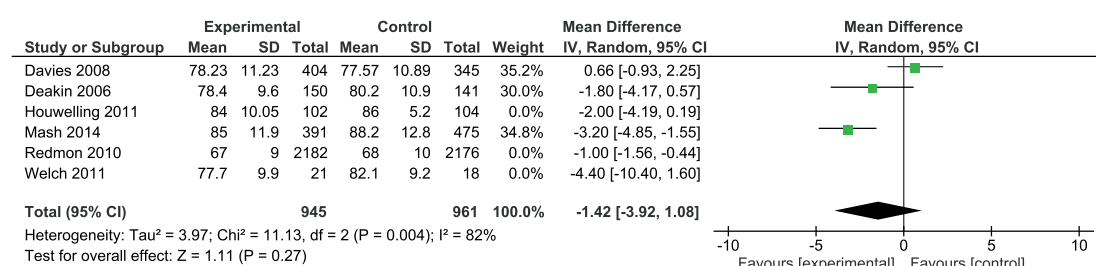 Experimental Control Mean Difference Mean Difference
Study or Subgroup Mean SD Total Mean SD Total Weight IV, Random, 95% CI IV, Random, 95% CI
Davies 2008 78.23 11.23 404 77.57 10.89 345 35.2% 0.66 [-0.93, 2.25]
Deakin 2006 78.4 9.6 150 80.2 10.9 141 30.0% -1.80 [-4.17, 0.57]
Houwelling 2011 84 10.05 102 86 5.2 104 0.0% -2.00 [-4.19, 0.19]
Mash 2014 85 11.9 391 88.2 12.8 475 34.8% -3.20 [-4.85, -1.55]
Redmon 2010 67 9 2182 68 10 2176 0.0% -1.00 [-1.56, -0.44]
Welch 2011 77.7 9.9 21 82.1 9.2 18 0.0% -4.40 [-10.40, 1.60]
Total (95% CI) 945 961 100.0% -1.42 [-3.92, 1.08]
Heterogeneity: Tau² = 3.97; Chi² = 11.13, df = 2 (P = 0.004); I² = 82%
Test for overall effect: Z = 1.11 (P = 0.27)
-10 -5 0 5 10
Favours [experimental] Favours [control]